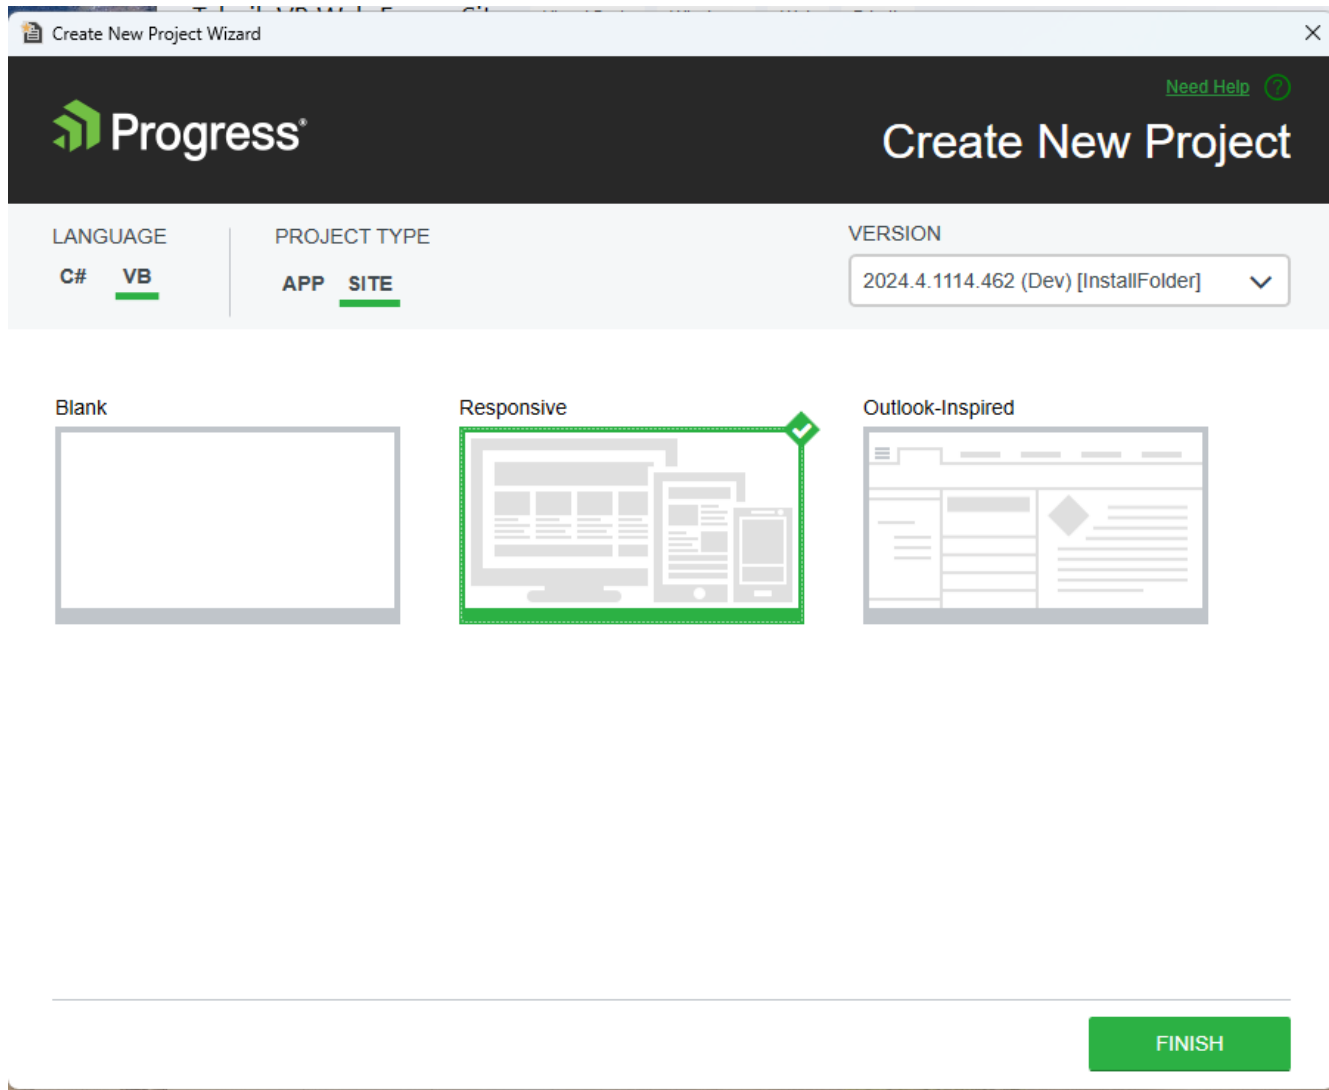 Create New Project Wizard
Need Help ?
Progress®
Create New Project
LANGUAGE
PROJECT TYPE
VERSION
C# VB
APP SITE
2024.4.1114.462 (Dev) [InstallFolder]
Blank
Responsive
Outlook-Inspired
FINISH